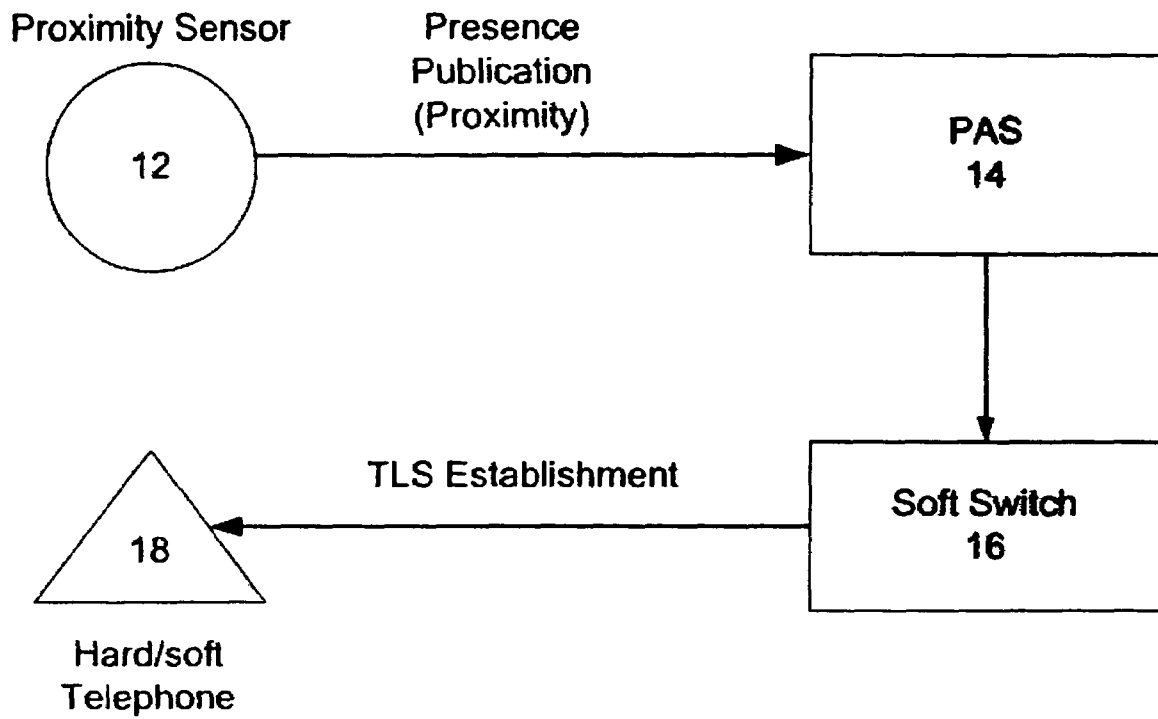 Proximity Sensor
12
Presence
Publication
(Proximity)
PAS
14
TLS Establishment
Soft Switch
16
18
Hard/soft
Telephone